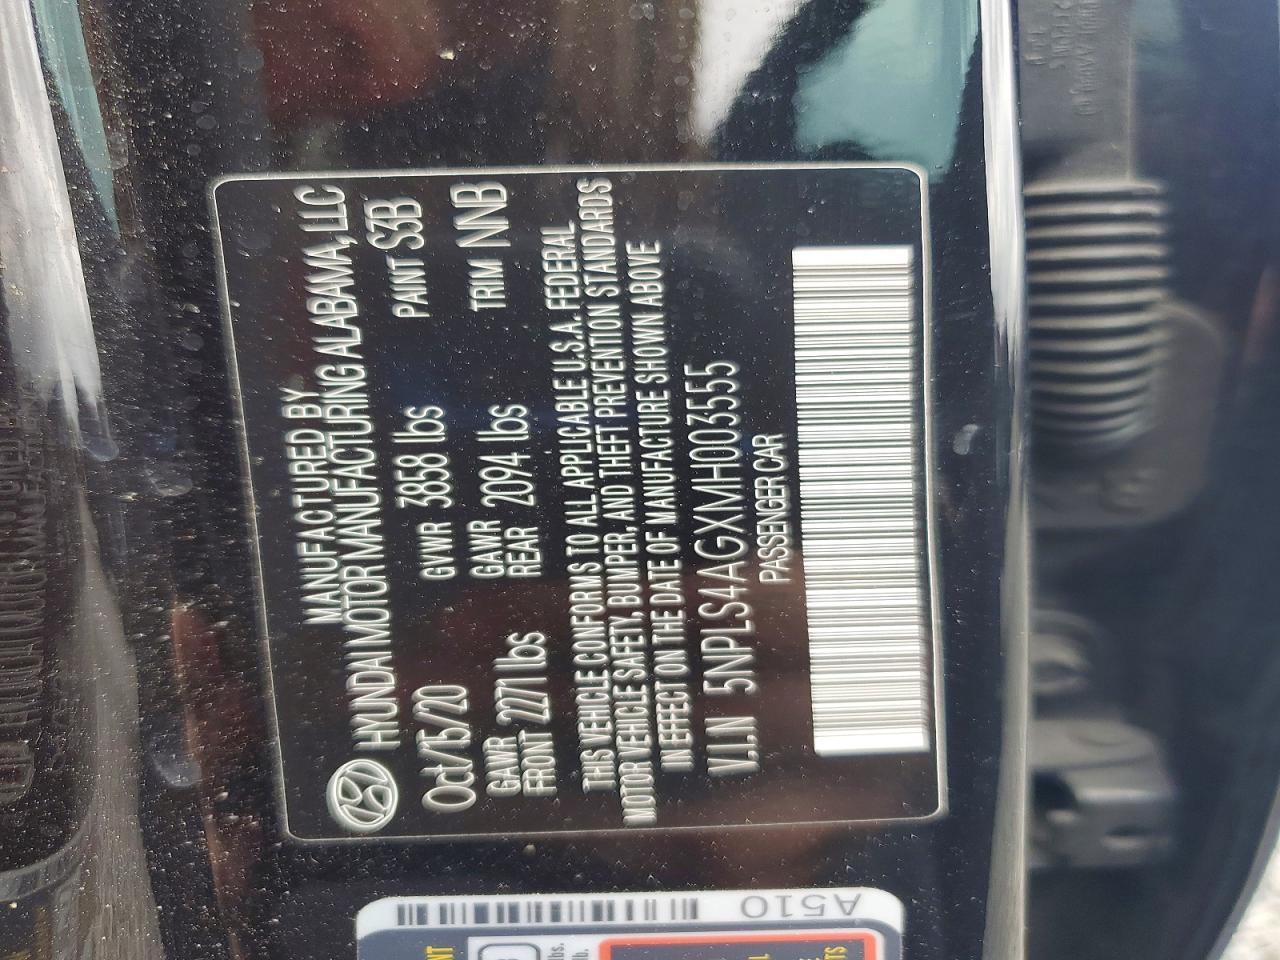 MANUFACTURED BY
HYUNDAI MOTOR MANUFACTURING ALABAMA, LLC
Oct/15/20 GVWR 3858 lbs PAINT S3B
GAWR FRONT 2271 lbs GAWR REAR 2094 lbs TRIM NNB
THIS VEHICLE CONFORMS TO ALL APPLICABLE U.S.A. FEDERAL
MOTOR VEHICLE SAFETY, BUMPER, AND THEFT PREVENTION STANDARDS
IN EFFECT ON THE DATE OF MANUFACTURE SHOWN ABOVE
V.I.N 5NPLS4AGXMH003555
PASSENGER CAR
A510